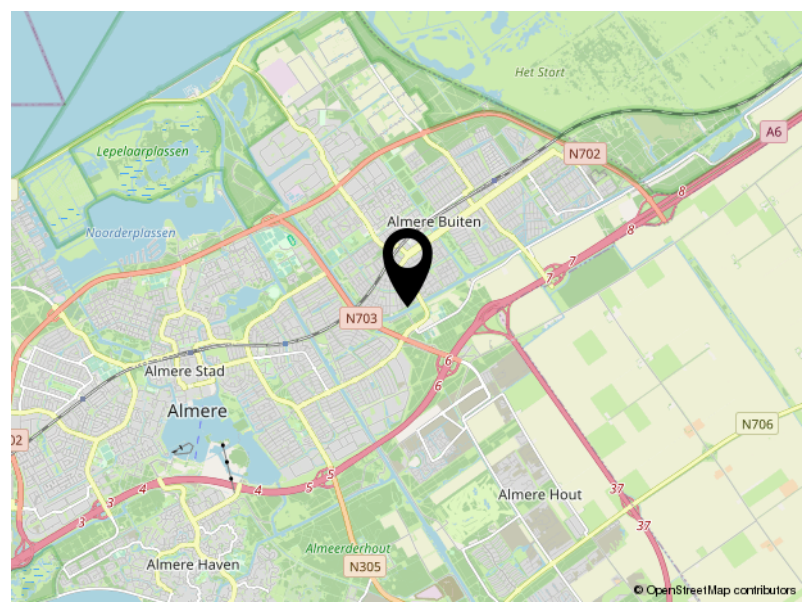 Het Stort
A6
Lepelaarplassen
N702
8
Almere Buiten
8
Noorderplassen
7
7
N703
6
Almere Stad
6
Almere
N706
02
5
4
4
5
37
Almere Hout
3
3
37
Almeerderhout
Almere Haven
N305
© OpenStreetMap contributors